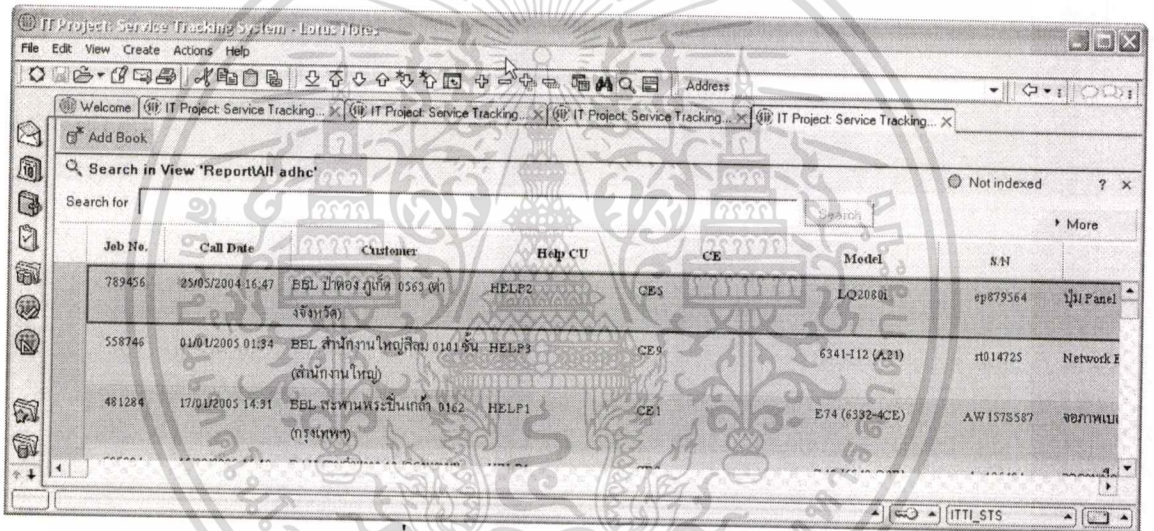 IT Project: Service Tracking System - Lotus Notes
File Edit View Create Actions Help
Address
Welcome IT Project: Service Tracking... IT Project: Service Tracking... IT Project: Service Tracking... IT Project: Service Tracking...
Add Book
Search in View 'Report\All adhc' Not indexed ? ×
Search for Search
More
Job No. Call Date Customer Help CU CE Model S/N
789456 25/05/2004 16:47 BBL ป่าตอง ภูเก็ต 0563 (ต่า HELP2 CE5 LQ2080i ep879564 ปุ่ม Panel
งจังหวัด)
558746 01/01/2005 01:34 BBL สำนักงานใหญ่สีลม 0101 ชั้น HELP3 CE9 6341-I12 (A21) rt014725 Network
(สำนักงานใหญ่)
481284 17/01/2005 14:31 BBL สะพานพระปิ่นเกล้า 0162 HELP1 CE1 E74 (6332-4CE) AW1578587
(กรุงเทพฯ)
ITTI_STS